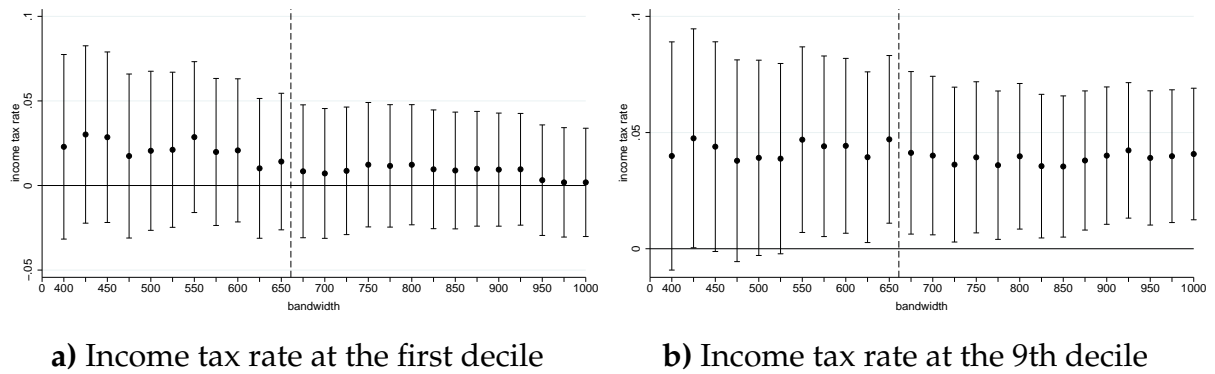 .1
.05
0
-.05
income tax rate
0 400 450 500 550 600 650 700 750 800 850 900 950 1000
bandwidth
a) Income tax rate at the first decile
.1
.05
0
income tax rate
0 400 450 500 550 600 650 700 750 800 850 900 950 1000
bandwidth
b) Income tax rate at the 9th decile